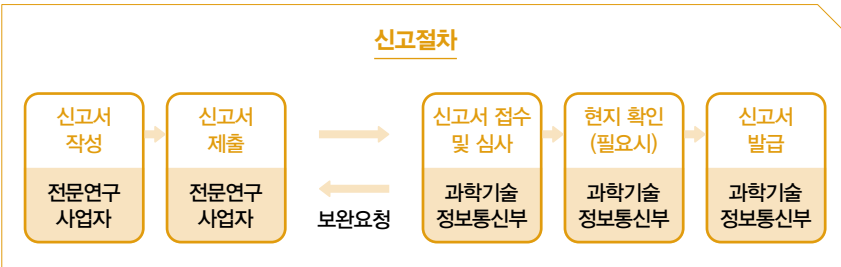 신고절차
신고서
작성
전문연구
사업자
신고서
제출
전문연구
사업자
보완요청
신고서 접수
및 심사
과학기술
정보통신부
현지 확인
(필요시)
과학기술
정보통신부
신고서
발급
과학기술
정보통신부